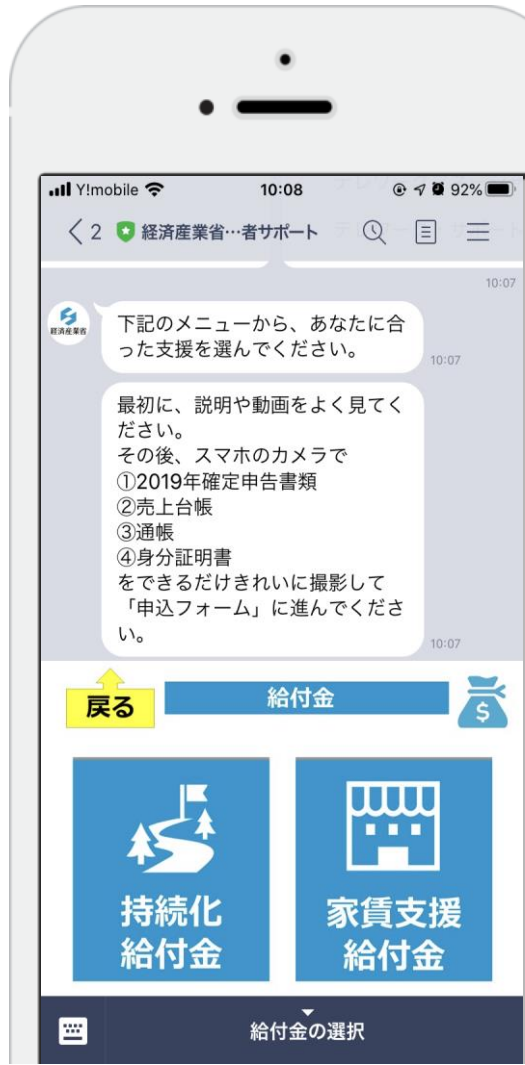 Y!mobile 10:08 92%
2 経済産業省…者サポート
10:07
経済産業省
下記のメニューから、あなたに合
った支援を選んでください。
10:07
最初に、説明や動画をよく見てく
ださい。
その後、スマホのカメラで
①2019年確定申告書類
②売上台帳
③通帳
④身分証明書
をできるだけきれいに撮影して
「申込フォーム」に進んでくださ
い。
10:07
戻る
給付金
$
持続化
給付金
家賃支援
給付金
給付金の選択